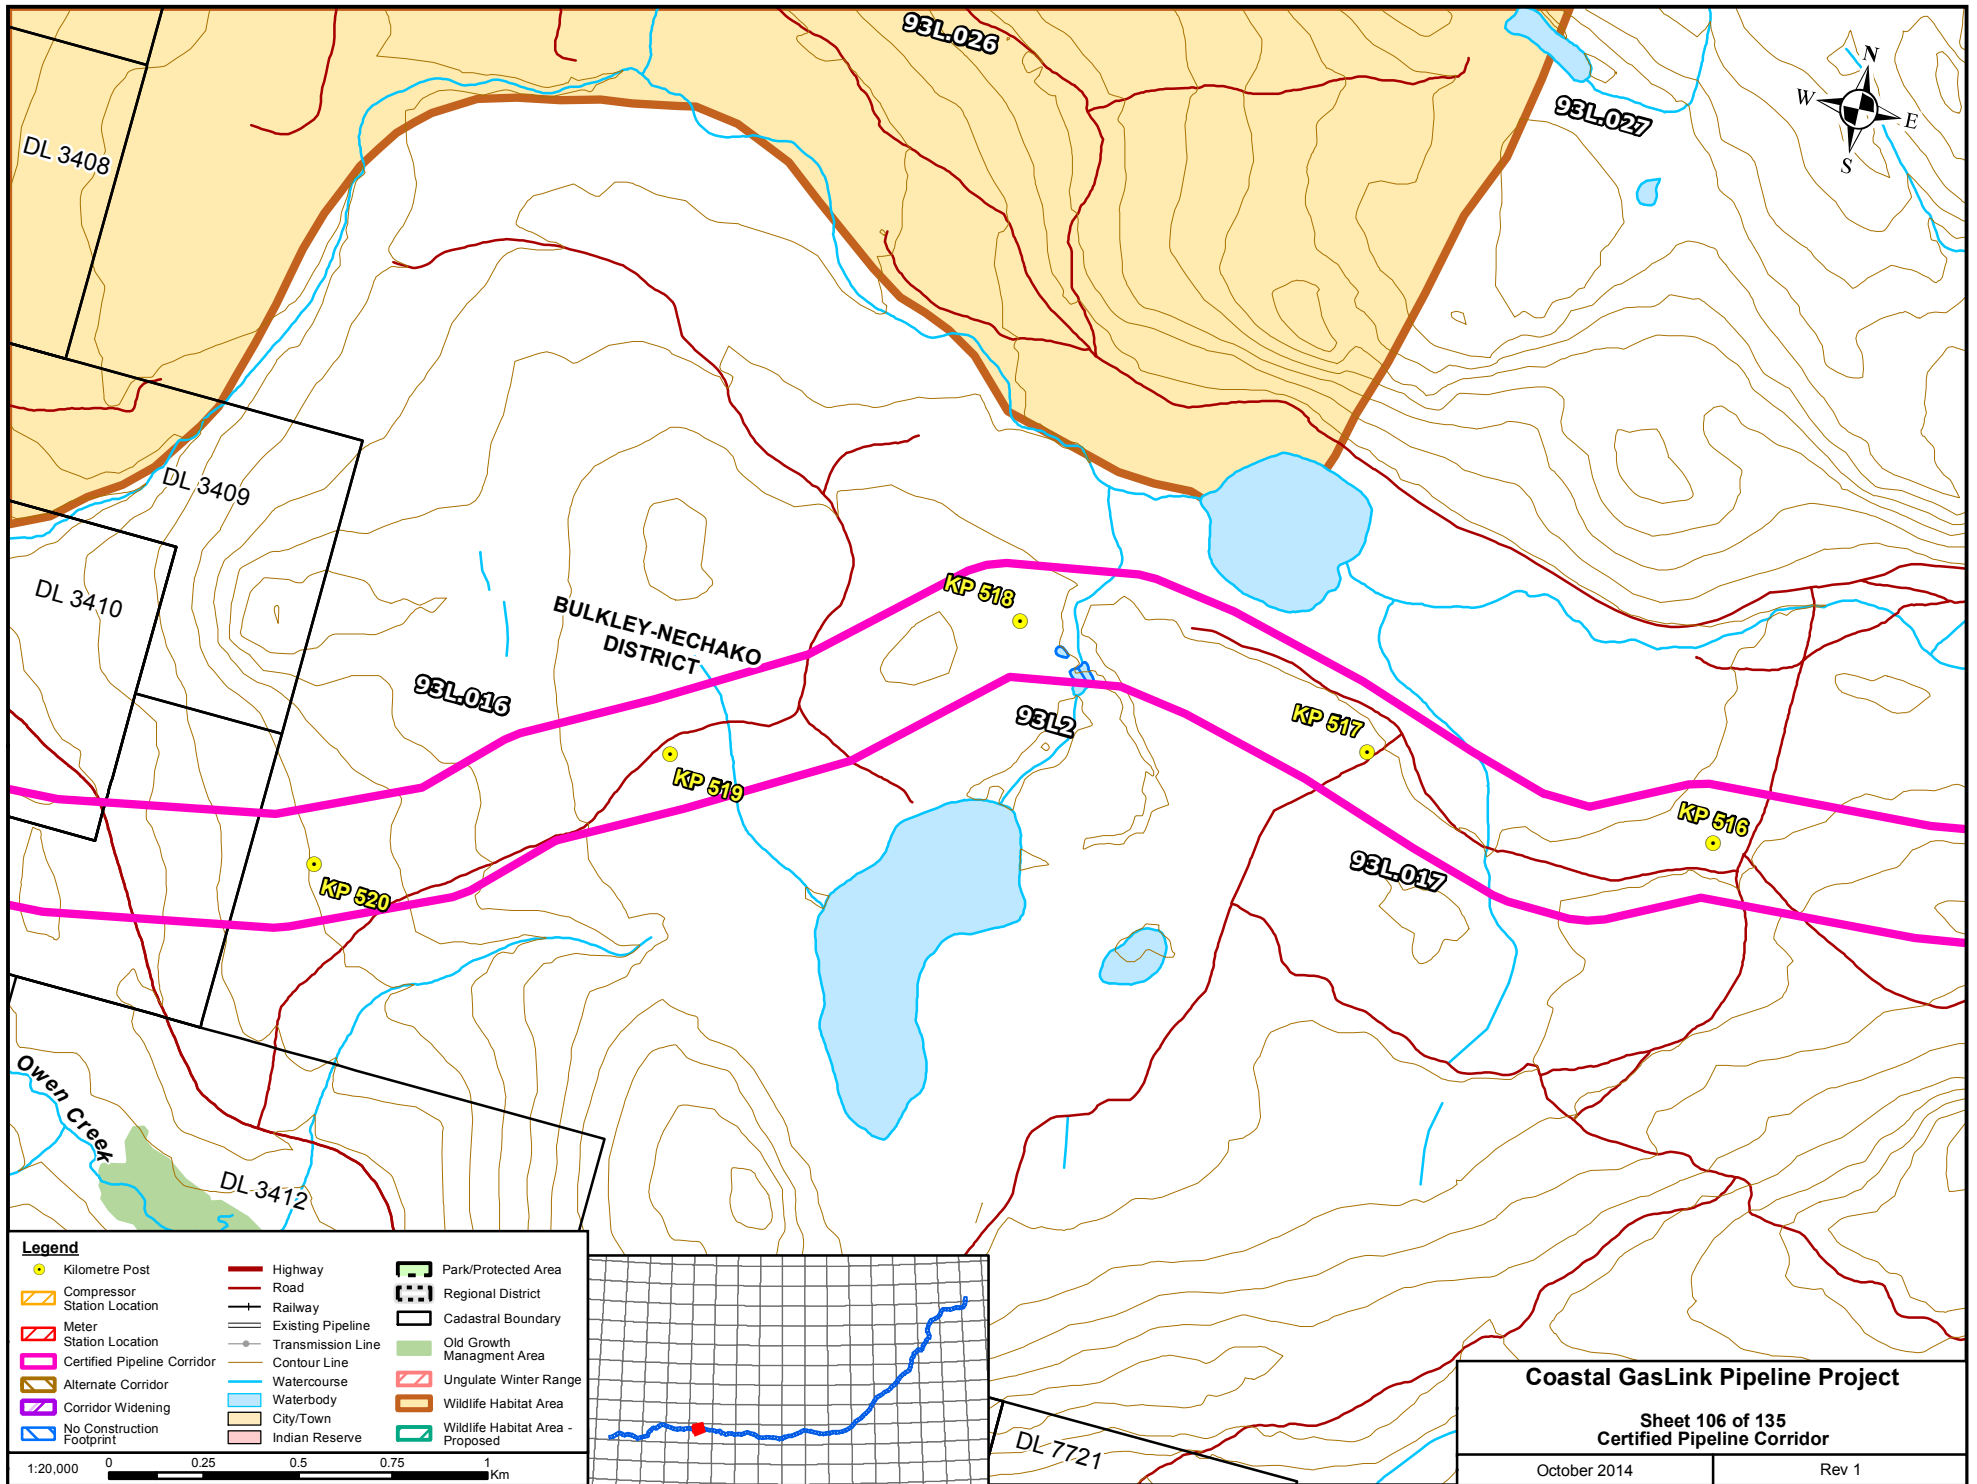 93L.026
93L.027
N
W
E
S
DL 3408
DL 3409
DL 3410
BULKLEY-NECHAKO
DISTRICT
93L.016
KP 518
93L2
KP 517
KP 519
KP 516
93L.017
KP 520
Owen Creek
DL 3412
DL 7721
Legend
Kilometre Post
Compressor
Station Location
Meter
Station Location
Certified Pipeline Corridor
Alternate Corridor
Corridor Widening
No Construction
Footprint
Highway
Road
Railway
Existing Pipeline
Transmission Line
Contour Line
Watercourse
Waterbody
City/Town
Indian Reserve
Park/Protected Area
Regional District
Cadastral Boundary
Old Growth
Managment Area
Ungulate Winter Range
Wildlife Habitat Area
Wildlife Habitat Area -
Proposed
1:20,000
0 0.25 0.5 0.75 1
Km
Coastal GasLink Pipeline Project
Sheet 106 of 135
Certified Pipeline Corridor
October 2014
Rev 1